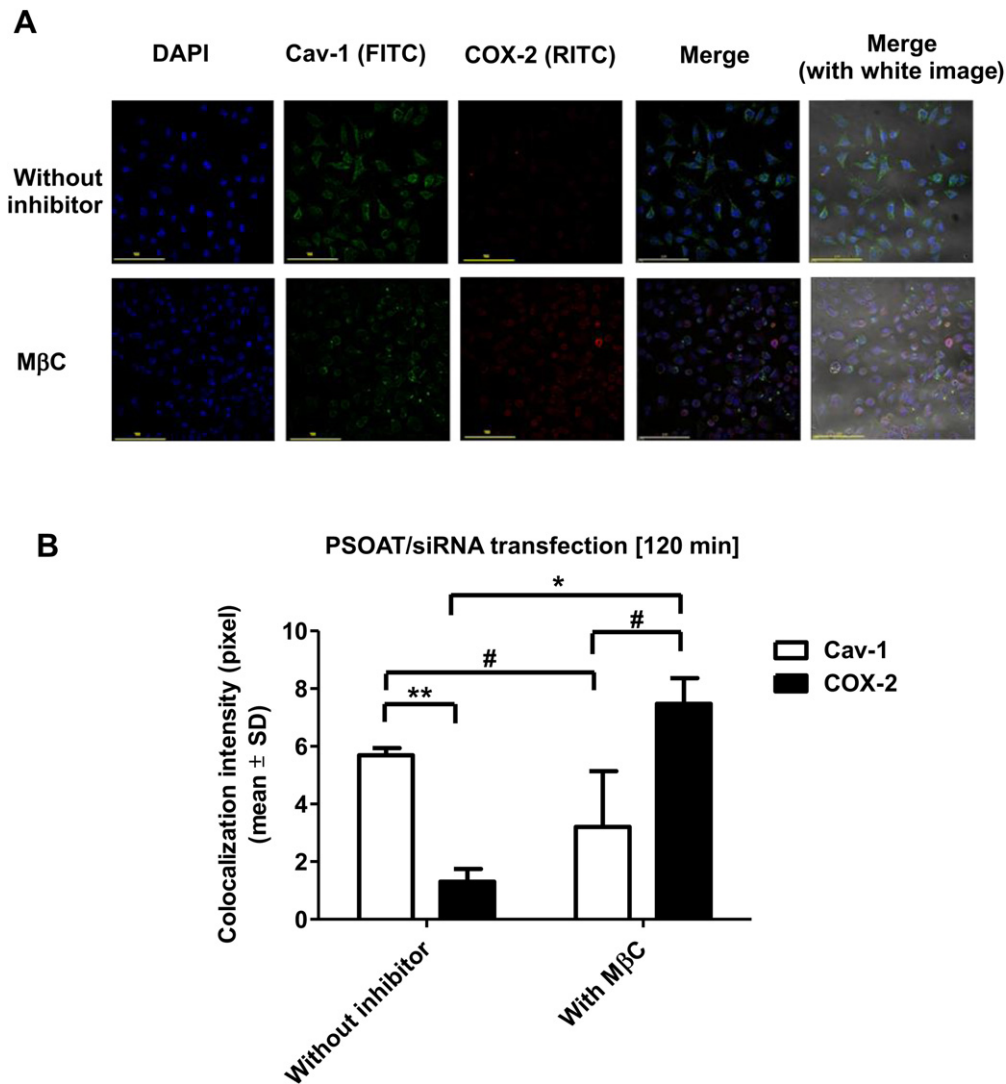 A
DAPI
Cav-1 (FITC)
COX-2 (RITC)
Merge
Merge
(with white image)
Without
inhibitor
MβC
B
PSOAT/siRNA transfection [120 min]
*
#
#
**
Colocalization intensity (pixel)
(mean ± SD)
10
8
6
4
2
0
Cav-1
COX-2
Without inhibitor
With MβC